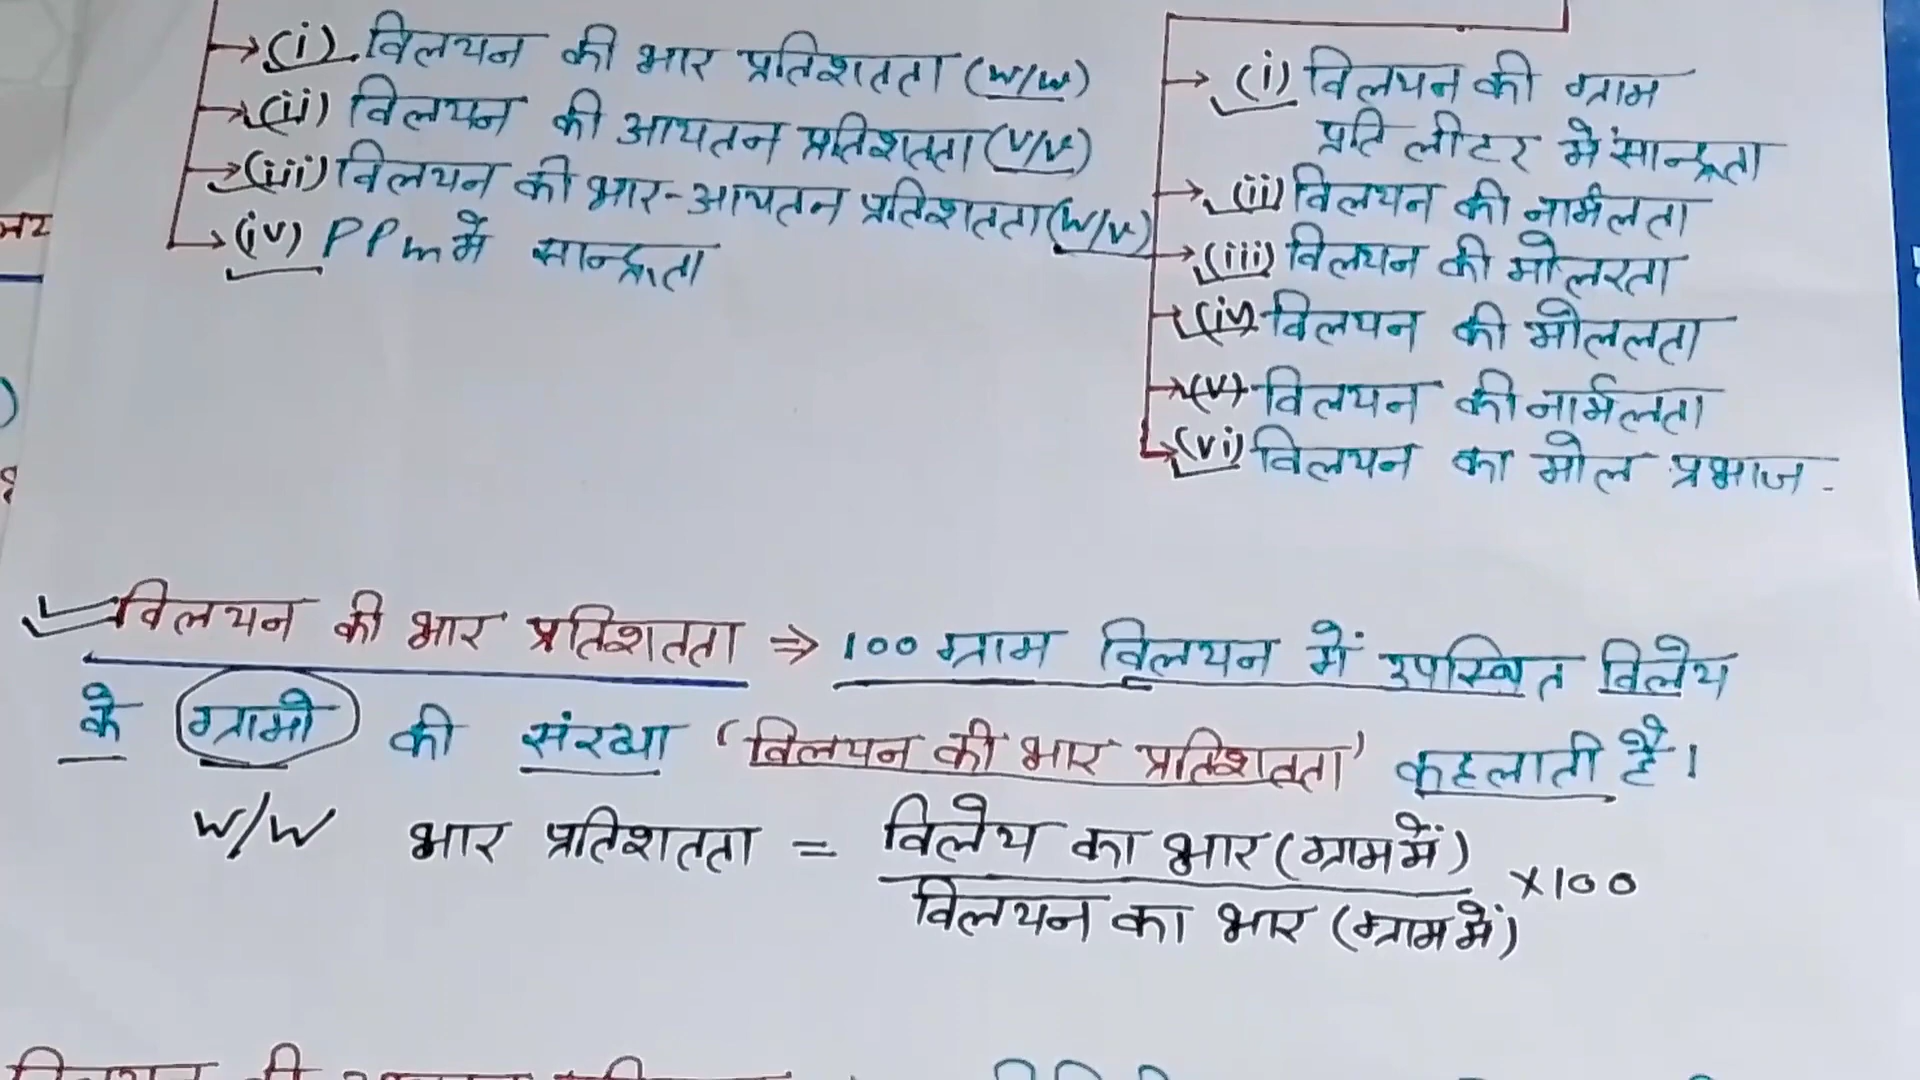 (i) विलयन की भार प्रतिशतता (w/w)
(ii) विलयन की आयतन प्रतिशतता (v/v)
(iii) विलयन की भार-आयतन प्रतिशतता (w/v)
(iv) PPm में सान्द्रता
(i) विलयन की ग्राम
प्रति लीटर में सान्द्रता
(ii) विलयन की नार्मलता
(iii) विलयन की मोलरता
(iv) विलयन की मोललता
(v) विलयन की नार्मलता
(vi) विलयन का मोल प्रभाज -
विलयन की भार प्रतिशतता ⇒ 100 ग्राम विलयन में उपस्थित विलेय
के ग्रामो की संख्या 'विलयन की भार प्रतिशतता' कहलाती है।
w/w भार प्रतिशतता = विलेय का भार (ग्राम में)
×100
विलयन का भार (ग्राम में)